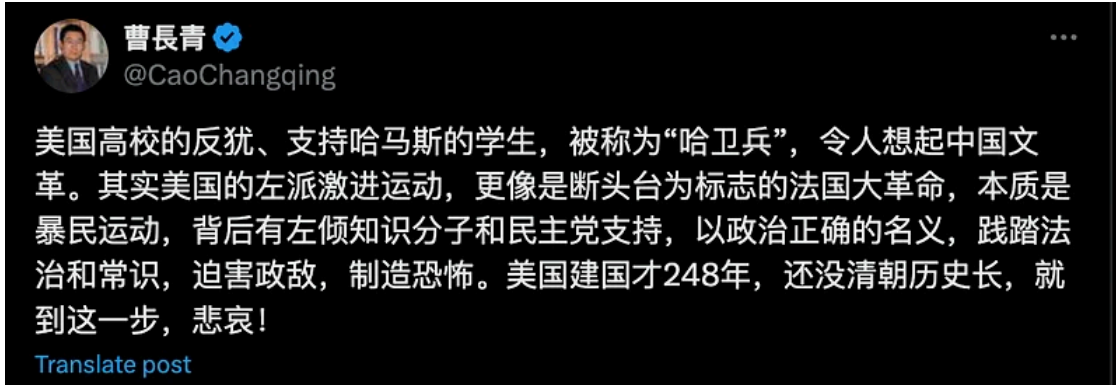 曹長青
@CaoChangqing
美国高校的反犹、支持哈马斯的学生，被称为“哈卫兵”，令人想起中国文
革。其实美国的左派激进运动，更像是断头台为标志的法国大革命，本质是
暴民运动，背后有左倾知识分子和民主党支持，以政治正确的名义，践踏法
治和常识，迫害政敌，制造恐怖。美国建国才248年，还没清朝历史长，就
到这一步，悲哀！
Translate post